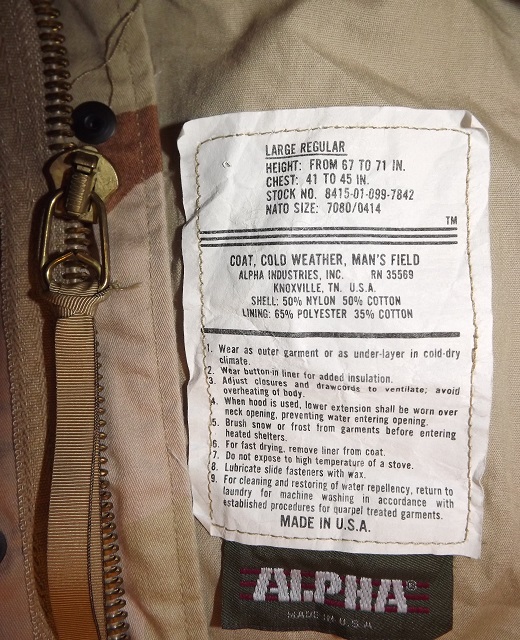 LARGE REGULAR
HEIGHT: FROM 67 TO 71 IN.
CHEST: 41 TO 45 IN.
STOCK NO. 8415-01-099-7842
NATO SIZE: 7080/0414
TM
COAT, COLD WEATHER, MAN'S FIELD
ALPHA INDUSTRIES, INC. RN 35569
KNOXVILLE, TN. U.S.A.
SHELL: 50% NYLON 50% COTTON
LINING: 65% POLYESTER 35% COTTON
1. Wear as outer garment or as under-layer in cold-dry
climate.
2. Wear button-in liner for added insulation.
3. Adjust closures and drawcords to ventilate; avoid
overheating of body.
4. When hood is used, lower extension shall be worn over
neck opening, preventing water entering opening.
5. Brush snow or frost from garments before entering
heated shelters.
6. For fast drying, remove liner from coat.
7. Do not expose to high temperature of a stove.
8. Lubricate slide fasteners with wax.
9. For cleaning and restoring of water repellency, return to
laundry for machine washing in accordance with
established procedures for quarpel treated garments.
MADE IN U.S.A.
ALPHA®
MADE IN U.S.A